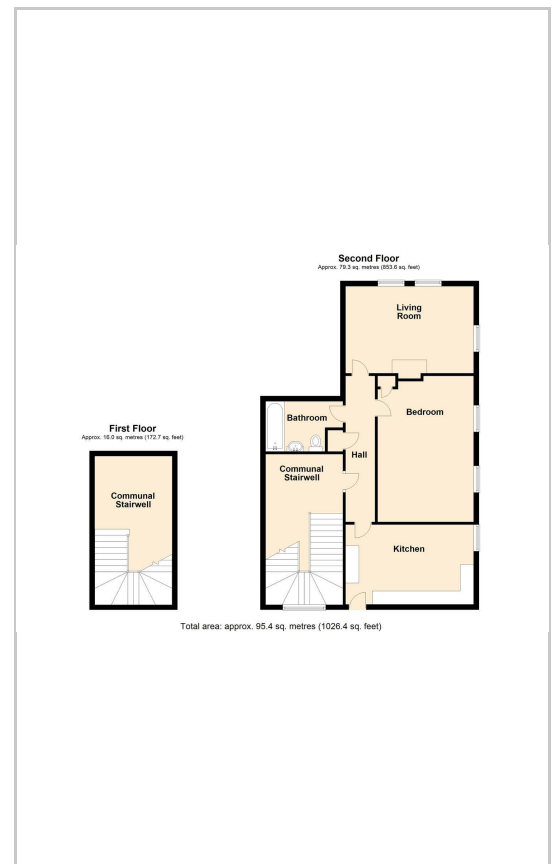 Second Floor
Approx. 79.3 sq. metres (853.6 sq. feet)
Living
Room
Bedroom
Bathroom
First Floor
Approx. 16.0 sq. metres (172.7 sq. feet)
Communal
Stairwell
Hall
Communal
Stairwell
Kitchen
Total area: approx. 95.4 sq. metres (1026.4 sq. feet)